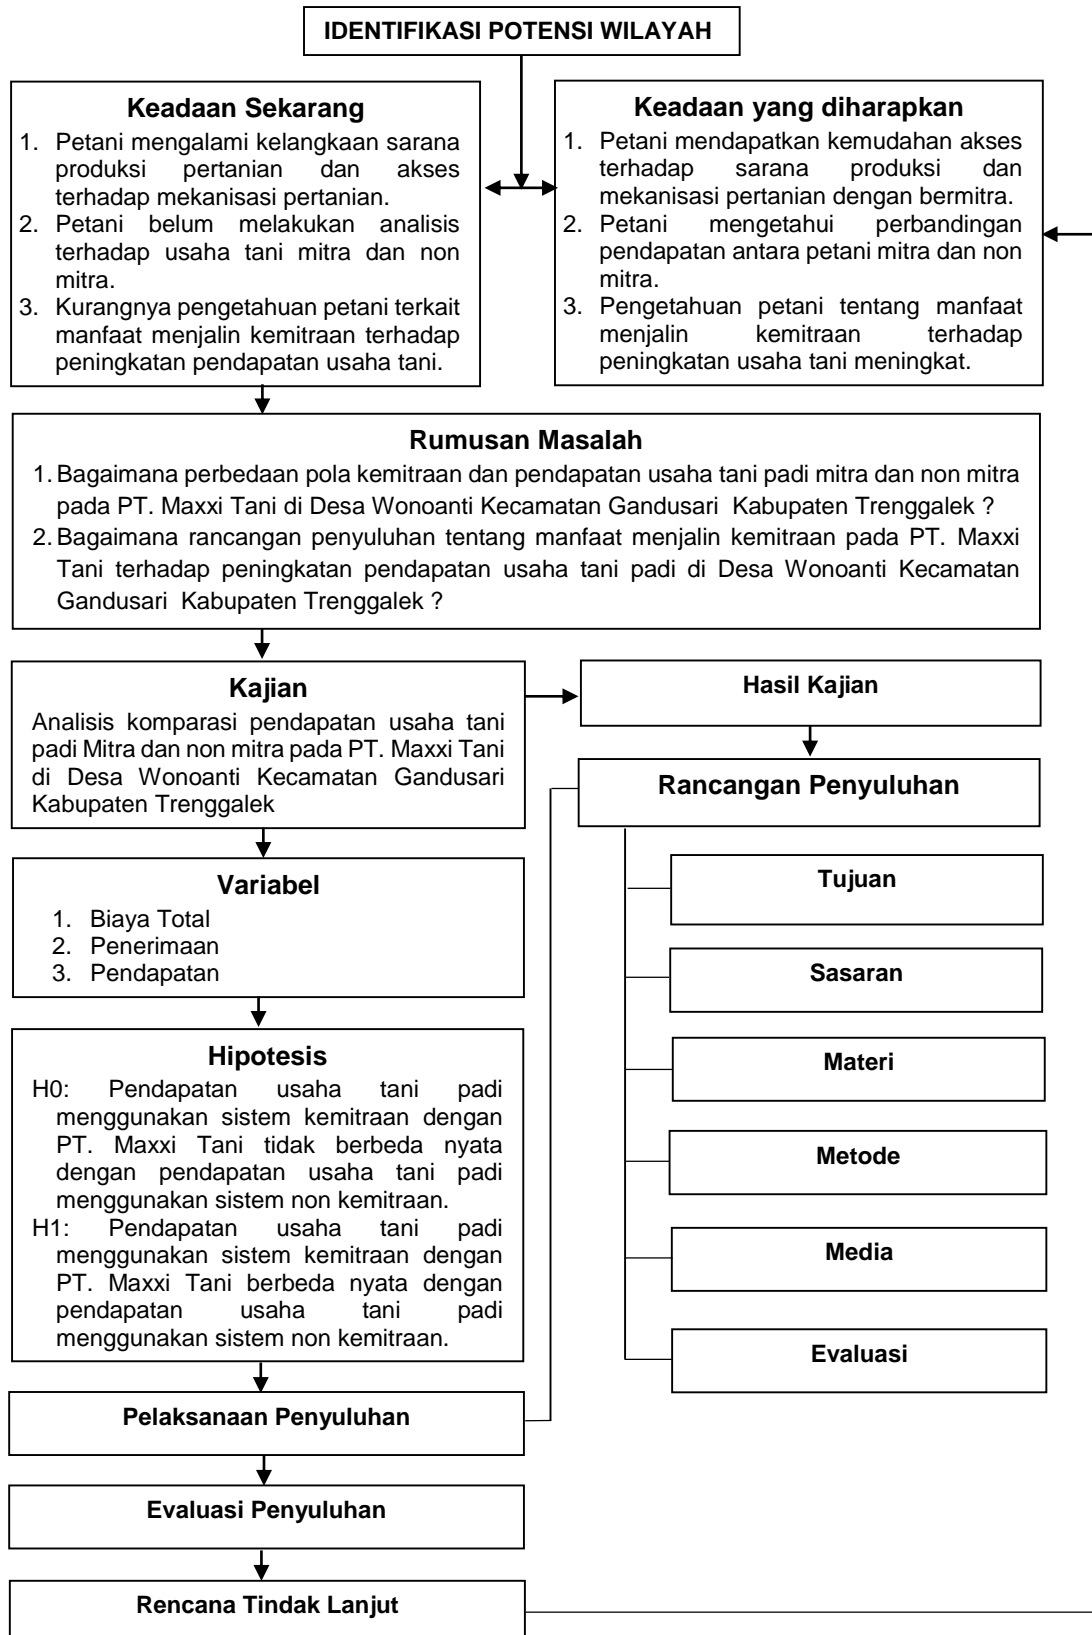 IDENTIFIKASI POTENSI WILAYAH
Keadaan Sekarang
1. Petani mengalami kelangkaan sarana
produksi pertanian dan akses
terhadap mekanisasi pertanian.
2. Petani belum melakukan analisis
terhadap usaha tani mitra dan non
mitra.
3. Kurangnya pengetahuan petani terkait
manfaat menjalin kemitraan terhadap
peningkatan pendapatan usaha tani.
Keadaan yang diharapkan
1. Petani mendapatkan kemudahan akses
terhadap sarana produksi dan
mekanisasi pertanian dengan bermitra.
2. Petani mengetahui perbandingan
pendapatan antara petani mitra dan non
mitra.
3. Pengetahuan petani tentang manfaat
menjalin kemitraan terhadap
peningkatan usaha tani meningkat.
Rumusan Masalah
1. Bagaimana perbedaan pola kemitraan dan pendapatan usaha tani padi mitra dan non mitra
pada PT. Maxxi Tani di Desa Wonoanti Kecamatan Gandusari Kabupaten Trenggalek ?
2. Bagaimana rancangan penyuluhan tentang manfaat menjalin kemitraan pada PT. Maxxi
Tani terhadap peningkatan pendapatan usaha tani padi di Desa Wonoanti Kecamatan
Gandusari Kabupaten Trenggalek ?
Kajian
Analisis komparasi pendapatan usaha tani
padi Mitra dan non mitra pada PT. Maxxi Tani
di Desa Wonoanti Kecamatan Gandusari
Kabupaten Trenggalek
Hasil Kajian
Rancangan Penyuluhan
Variabel
1. Biaya Total
2. Penerimaan
3. Pendapatan
Tujuan
Sasaran
Materi
Metode
Media
Evaluasi
Hipotesis
H0: Pendapatan usaha tani padi
menggunakan sistem kemitraan dengan
PT. Maxxi Tani tidak berbeda nyata
dengan pendapatan usaha tani padi
menggunakan sistem non kemitraan.
H1: Pendapatan usaha tani padi
menggunakan sistem kemitraan dengan
PT. Maxxi Tani berbeda nyata dengan
pendapatan usaha tani padi
menggunakan sistem non kemitraan.
Pelaksanaan Penyuluhan
Evaluasi Penyuluhan
Rencana Tindak Lanjut